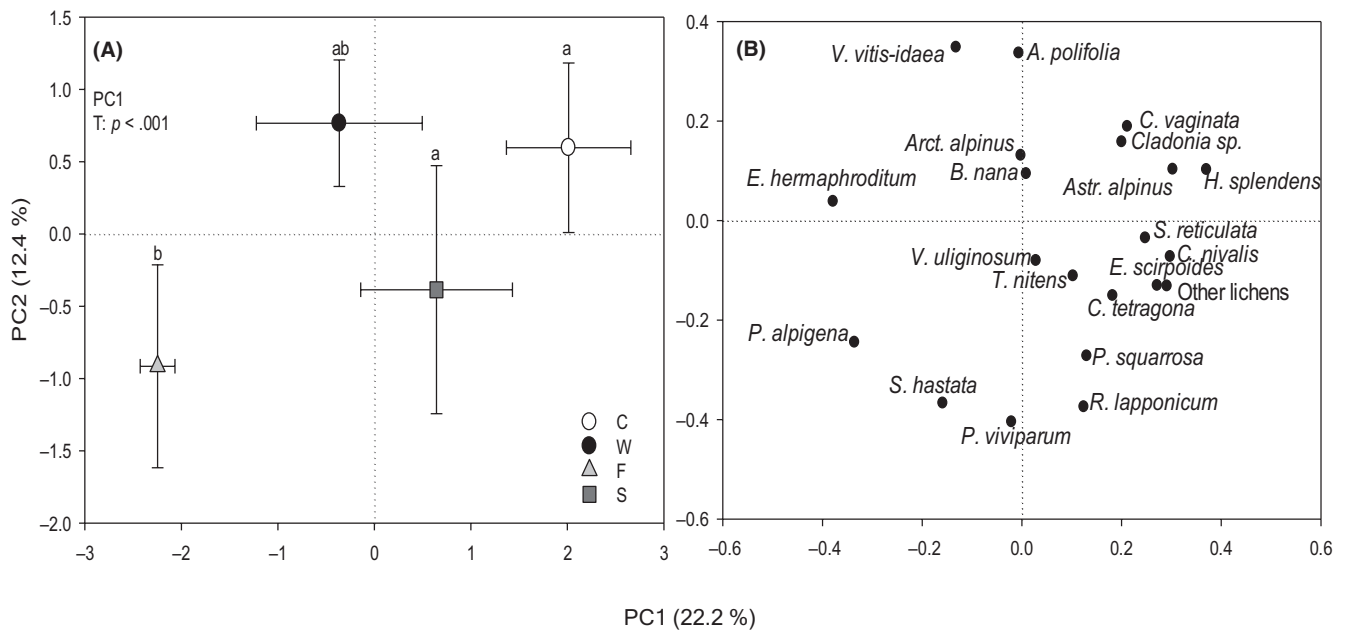 (A)
PC1
T: p < .001
ab
a
a
b
1.5
1.0
0.5
0.0
–0.5
–1.0
–1.5
–2.0
–3
–2
–1
0
1
2
3
PC2 (12.4 %)
C
W
F
S
(B)
0.4
0.2
0.0
–0.2
–0.4
–0.6
–0.6
–0.4
–0.2
0.0
0.2
0.4
0.6
V. vitis-idaea
A. polifolia
C. vaginata
Cladonia sp.
Arct. alpinus
B. nana
Astr. alpinus
H. splendens
E. hermaphroditum
S. reticulata
C. nivalis
V. uliginosum
E. scirpoides
T. nitens
Other lichens
C. tetragona
P. alpigena
P. squarrosa
S. hastata
R. lapponicum
P. viviparum
PC1 (22.2 %)